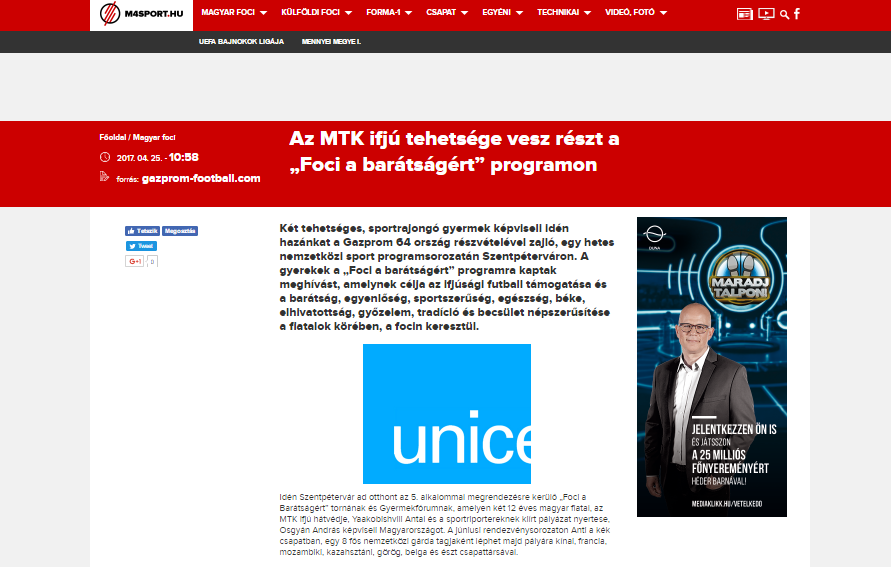 M4SPORT.HU
MAGYAR FOCI
KÜLFÖLDI FOCI
FORMA-1
CSAPAT
EGYÉNI
TECHNIKAI
VIDEÓ, FOTÓ
UEFA BAJNOKOK LIGÁJA
MENNYEI MEGYE I.
Főoldal / Magyar foci
2017. 04. 25. - 10:58
forrás: gazprom-football.com
Az MTK ifjú tehetsége vesz részt a
„Foci a barátságért” programon
Tetszik
Megosztás
Tweet
G+1
0
Két tehetséges, sportrajongó gyermek képviseli idén
hazánkat a Gazprom 64 ország részvételével zajló, egy hetes
nemzetközi sport programsorozatán Szentpéterváron. A
gyerekek a „Foci a barátságért” programra kaptak
meghívást, amelynek célja az ifjúsági futball támogatása és
a barátság, egyenlőség, sportszerűség, egészség, béke,
elhivatottság, győzelem, tradíció és becsület népszerűsítése
a fiatalok körében, a focin keresztül.
unice
Idén Szentpétervár ad otthont az 5. alkalommal megrendezésre kerülő „Foci a
Barátságért” tornának és Gyermekfórumnak, amelyen két 12 éves magyar fiatal, az
MTK ifjú hátvédje, Yaakobishvili Antal és a sportriportereknek kiírt pályázat nyertese,
Osgyán András képviseli Magyarországot. A júniusi rendezvénysorozaton Anti a kék
csapatban, egy 8 fős nemzetközi gárda tagjaként léphet majd pályára kínai, francia,
mozambiki, kazahsztáni, görög, belga és észt csapattársaival.
DUNA
MARADJ
TALPON!
JELENTKEZZEN ÖN IS
ÉS JÁTSSZON
A 25 MILLIÓS
FŐNYEREMÉNYÉRT
HÉDER BARNÁVAL!
MEDIAKLIKK.HU/VETELKEDO